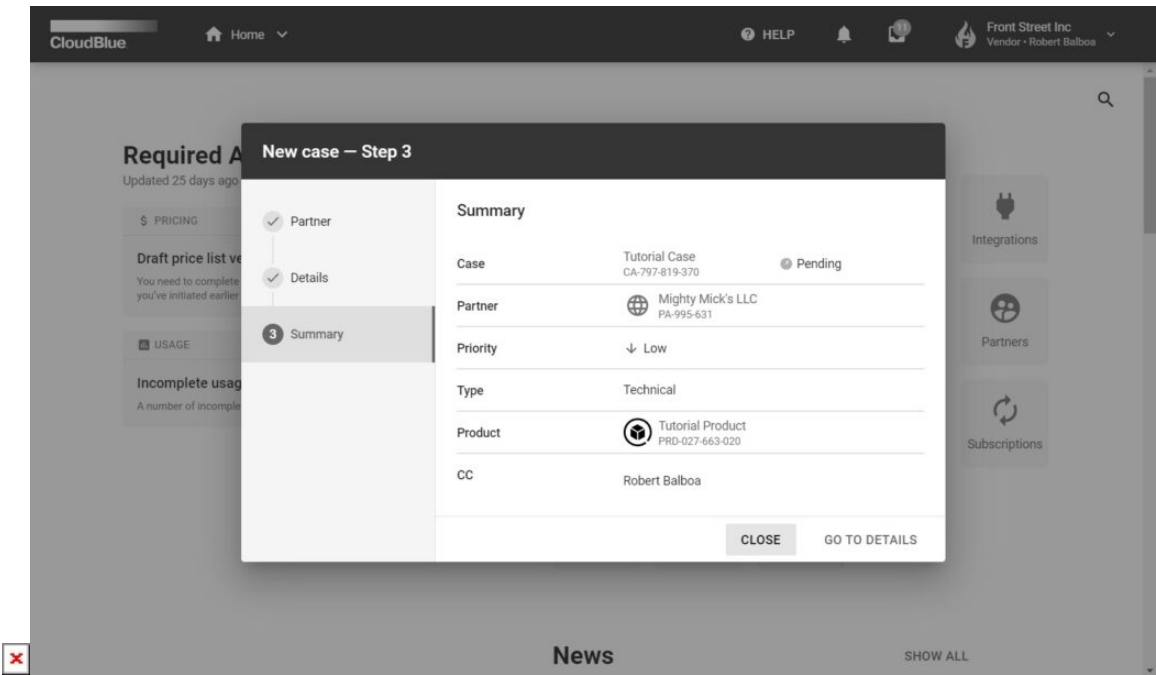 CloudBlue
Home
HELP
11
Front Street Inc
Vendor • Robert Balboa
Required A
Updated 25 days ago
$ PRICING
Draft price list ve
You need to complete
you've initiated earlier
USAGE
Incomplete usag
A number of incomple
New case — Step 3
Partner
Details
3 Summary
Summary
Case
Tutorial Case
CA-797-819-370
Pending
Partner
Mighty Mick's LLC
PA-995-631
Priority
Low
Type
Technical
Product
Tutorial Product
PRD-027-663-020
CC
Robert Balboa
CLOSE
GO TO DETAILS
Integrations
Partners
Subscriptions
News
SHOW ALL